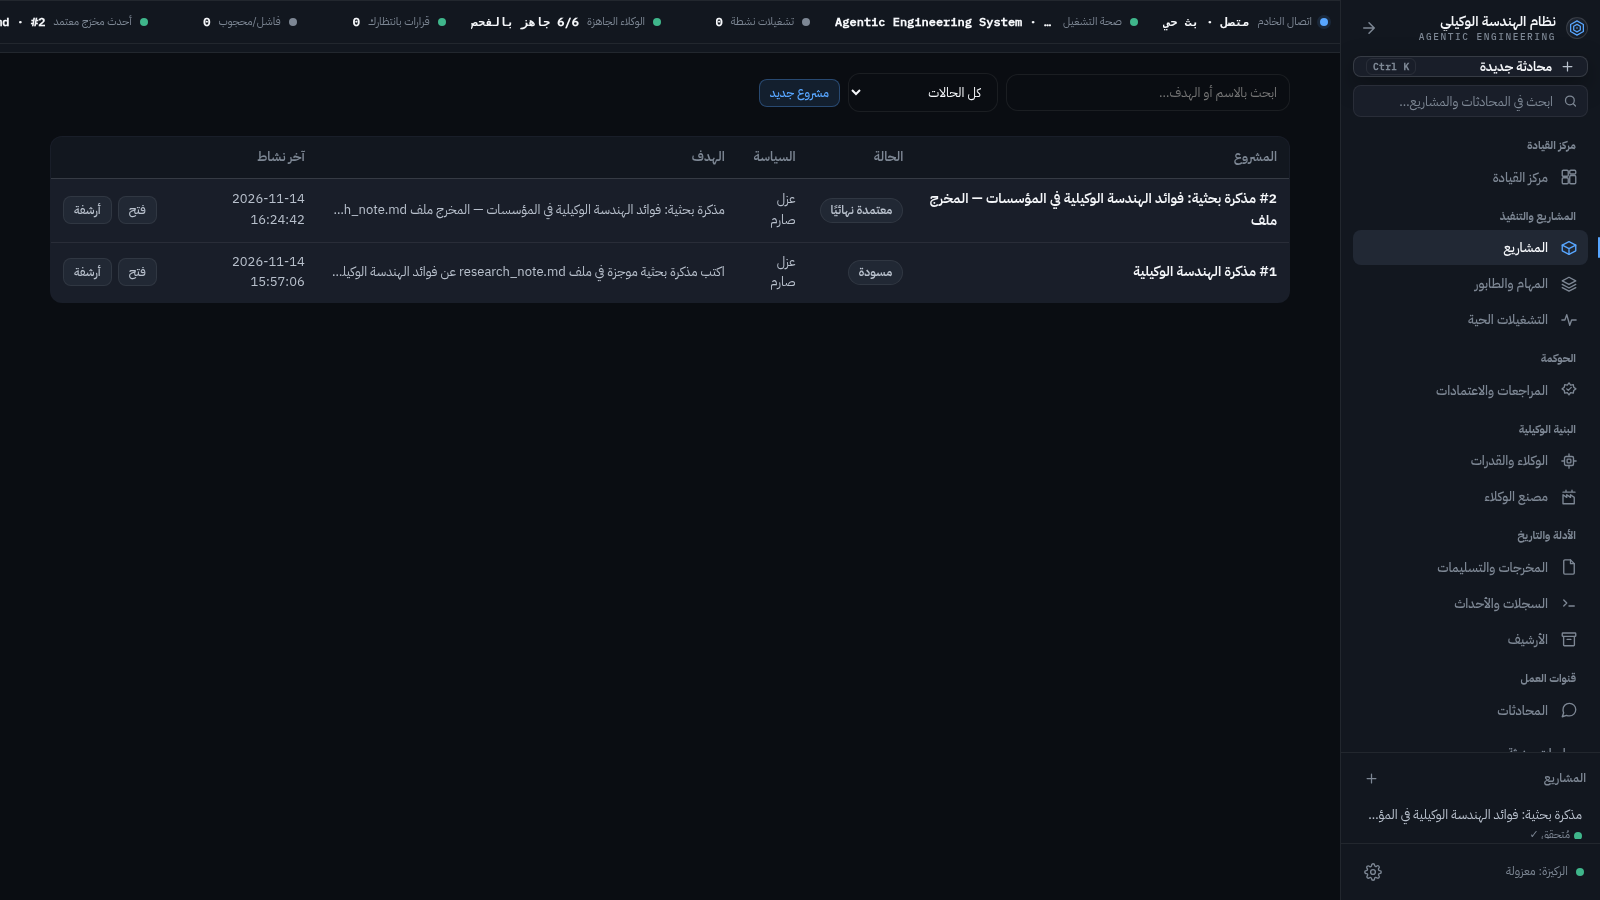 نظام الهندسة الوكيلي
AGENTIC ENGINEERING
محادثة جديدة
Ctrl K
ابحث في المحادثات والمشاريع...
مركز القيادة
مركز القيادة
المشاريع والتنفيذ
المشاريع
المهام والطابور
التشغيلات الحية
الحوكمة
المراجعات والاعتمادات
البنية الوكيلية
الوكلاء والقدرات
مصنع الوكلاء
الأدلة والتاريخ
المخرجات والتسليمات
السجلات والأحداث
الأرشيف
قنوات العمل
المحادثات
المشاريع
مذكرة بحثية: فوائد الهندسة الوكيلية في المؤ...
مُتحقق ✓
الركيزة: معزولة
اتصال الخادم متصل · بث حي
صحة التشغيل Agentic Engineering System · …
تشغيلات نشطة 0
الوكلاء الجاهزة 6/6 جاهز بالفحص
قرارات بانتظارك 0
فاشل/محجوب 0
أحدث مخرج معتمد #2 ·
ابحث بالاسم أو الهدف...
كل الحالات
مشروع جديد
المشروع الحالة السياسة الهدف آخر نشاط
#2 مذكرة بحثية: فوائد الهندسة الوكيلية في المؤسسات — المخرج
ملف
معتمدة نهائيًا
عزل
صارم
مذكرة بحثية: فوائد الهندسة الوكيلية في المؤسسات — المخرج ملف h_note.md...
2026-11-14
16:24:42
فتح
أرشفة
#1 مذكرة الهندسة الوكيلية
مسودة
عزل
صارم
اكتب مذكرة بحثية موجزة في ملف research_note.md عن فوائد الهندسة الوكيلـ...
2026-11-14
15:57:06
فتح
أرشفة